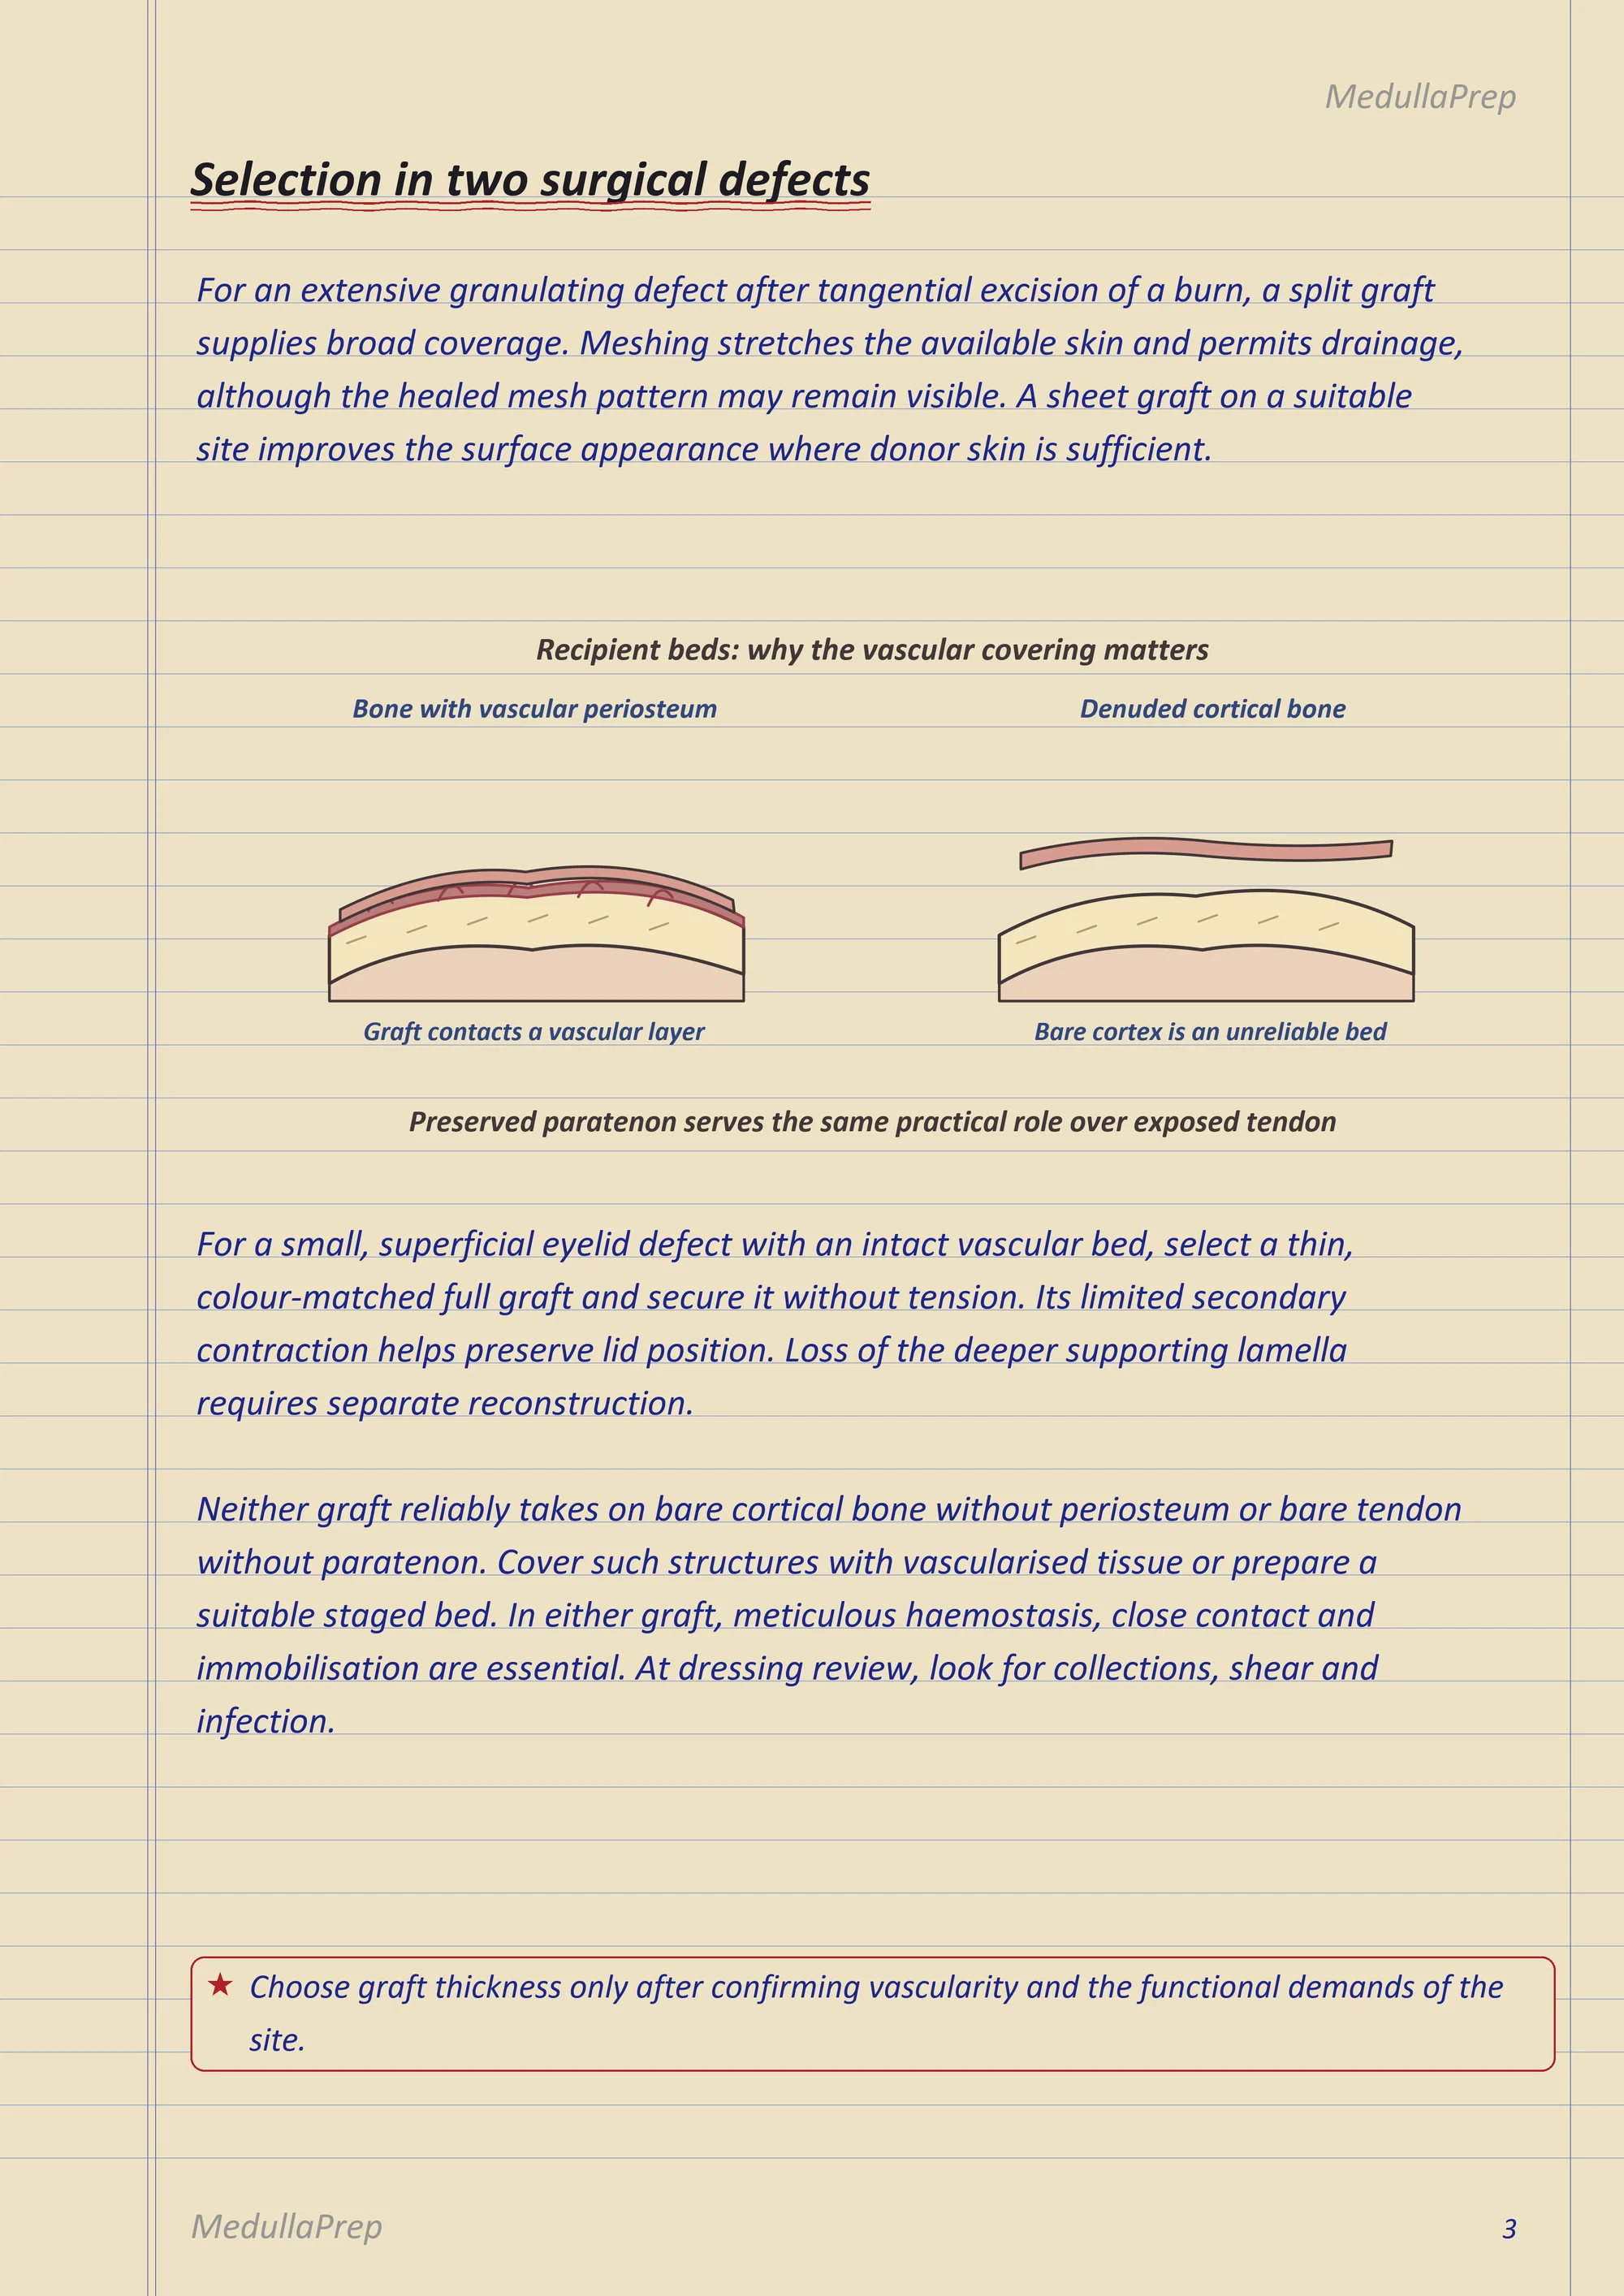 MedullaPrep
Selection in two surgical defects
For an extensive granulating defect after tangential excision of a burn, a split graft
supplies broad coverage. Meshing stretches the available skin and permits drainage,
although the healed mesh pattern may remain visible. A sheet graft on a suitable
site improves the surface appearance where donor skin is sufficient.
Recipient beds: why the vascular covering matters
Bone with vascular periosteum
Denuded cortical bone
Graft contacts a vascular layer
Bare cortex is an unreliable bed
Preserved paratenon serves the same practical role over exposed tendon
For a small, superficial eyelid defect with an intact vascular bed, select a thin,
colour-matched full graft and secure it without tension. Its limited secondary
contraction helps preserve lid position. Loss of the deeper supporting lamella
requires separate reconstruction.
Neither graft reliably takes on bare cortical bone without periosteum or bare tendon
without paratenon. Cover such structures with vascularised tissue or prepare a
suitable staged bed. In either graft, meticulous haemostasis, close contact and
immobilisation are essential. At dressing review, look for collections, shear and
infection.
★ Choose graft thickness only after confirming vascularity and the functional demands of the
site.
MedullaPrep
3